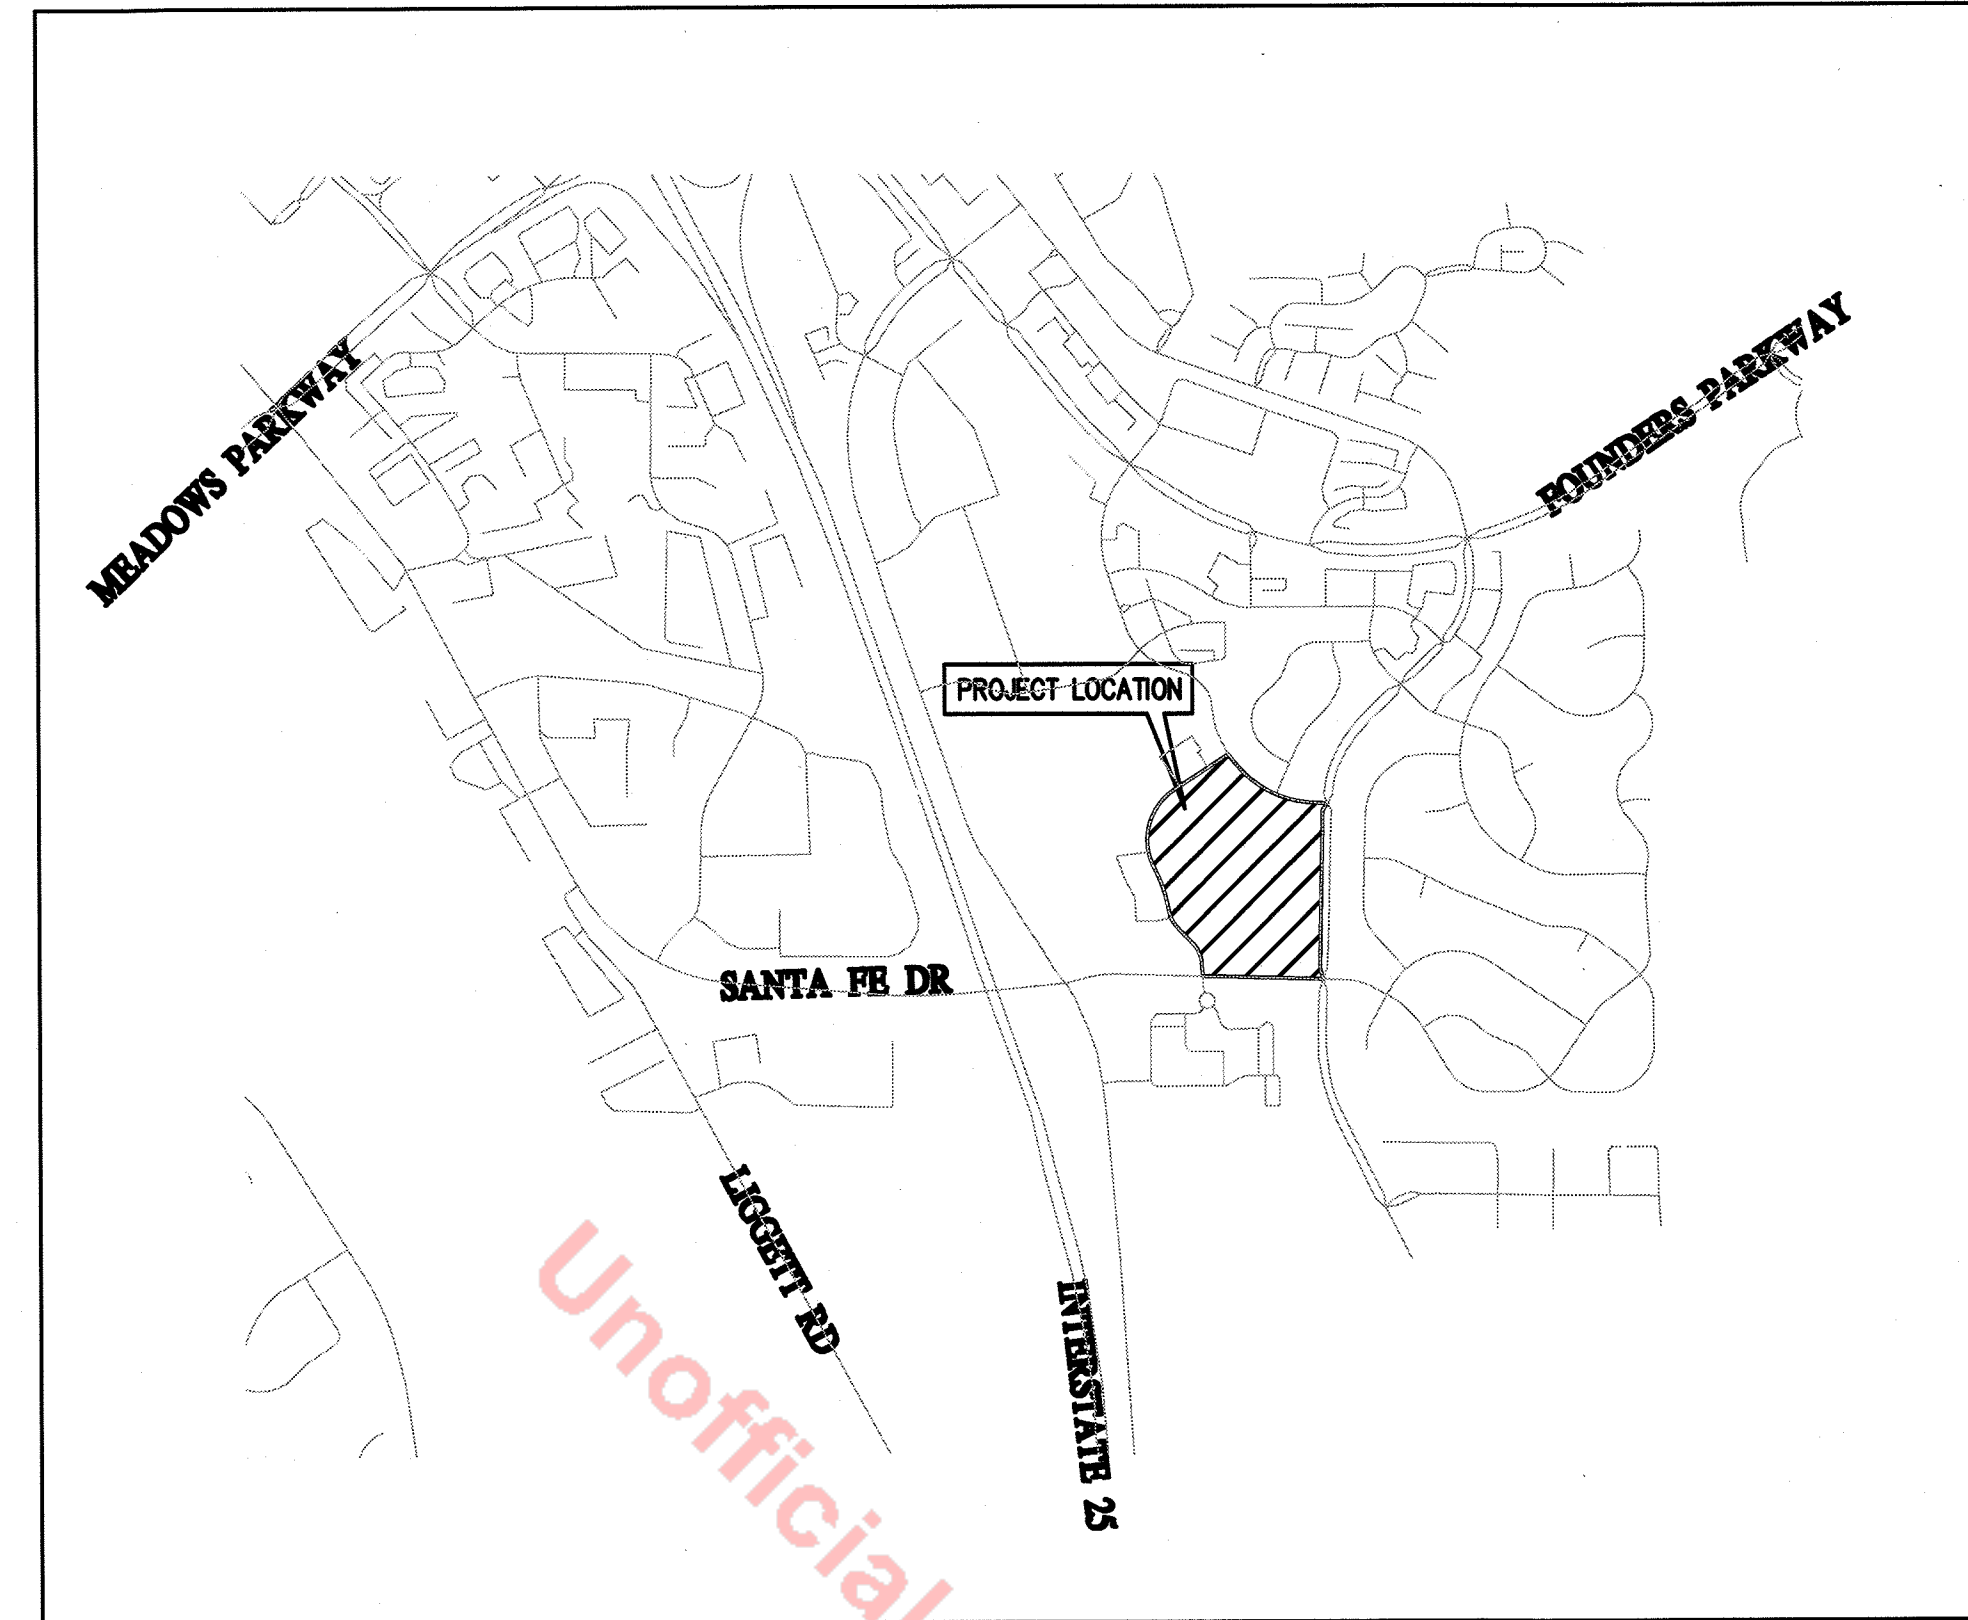 MEADOWS PARKWAY
FOUNDERS PARKWAY
PROJECT LOCATION
SANTA FE DR
LIGGETT RD
INTERSTATE 25
Unofficial